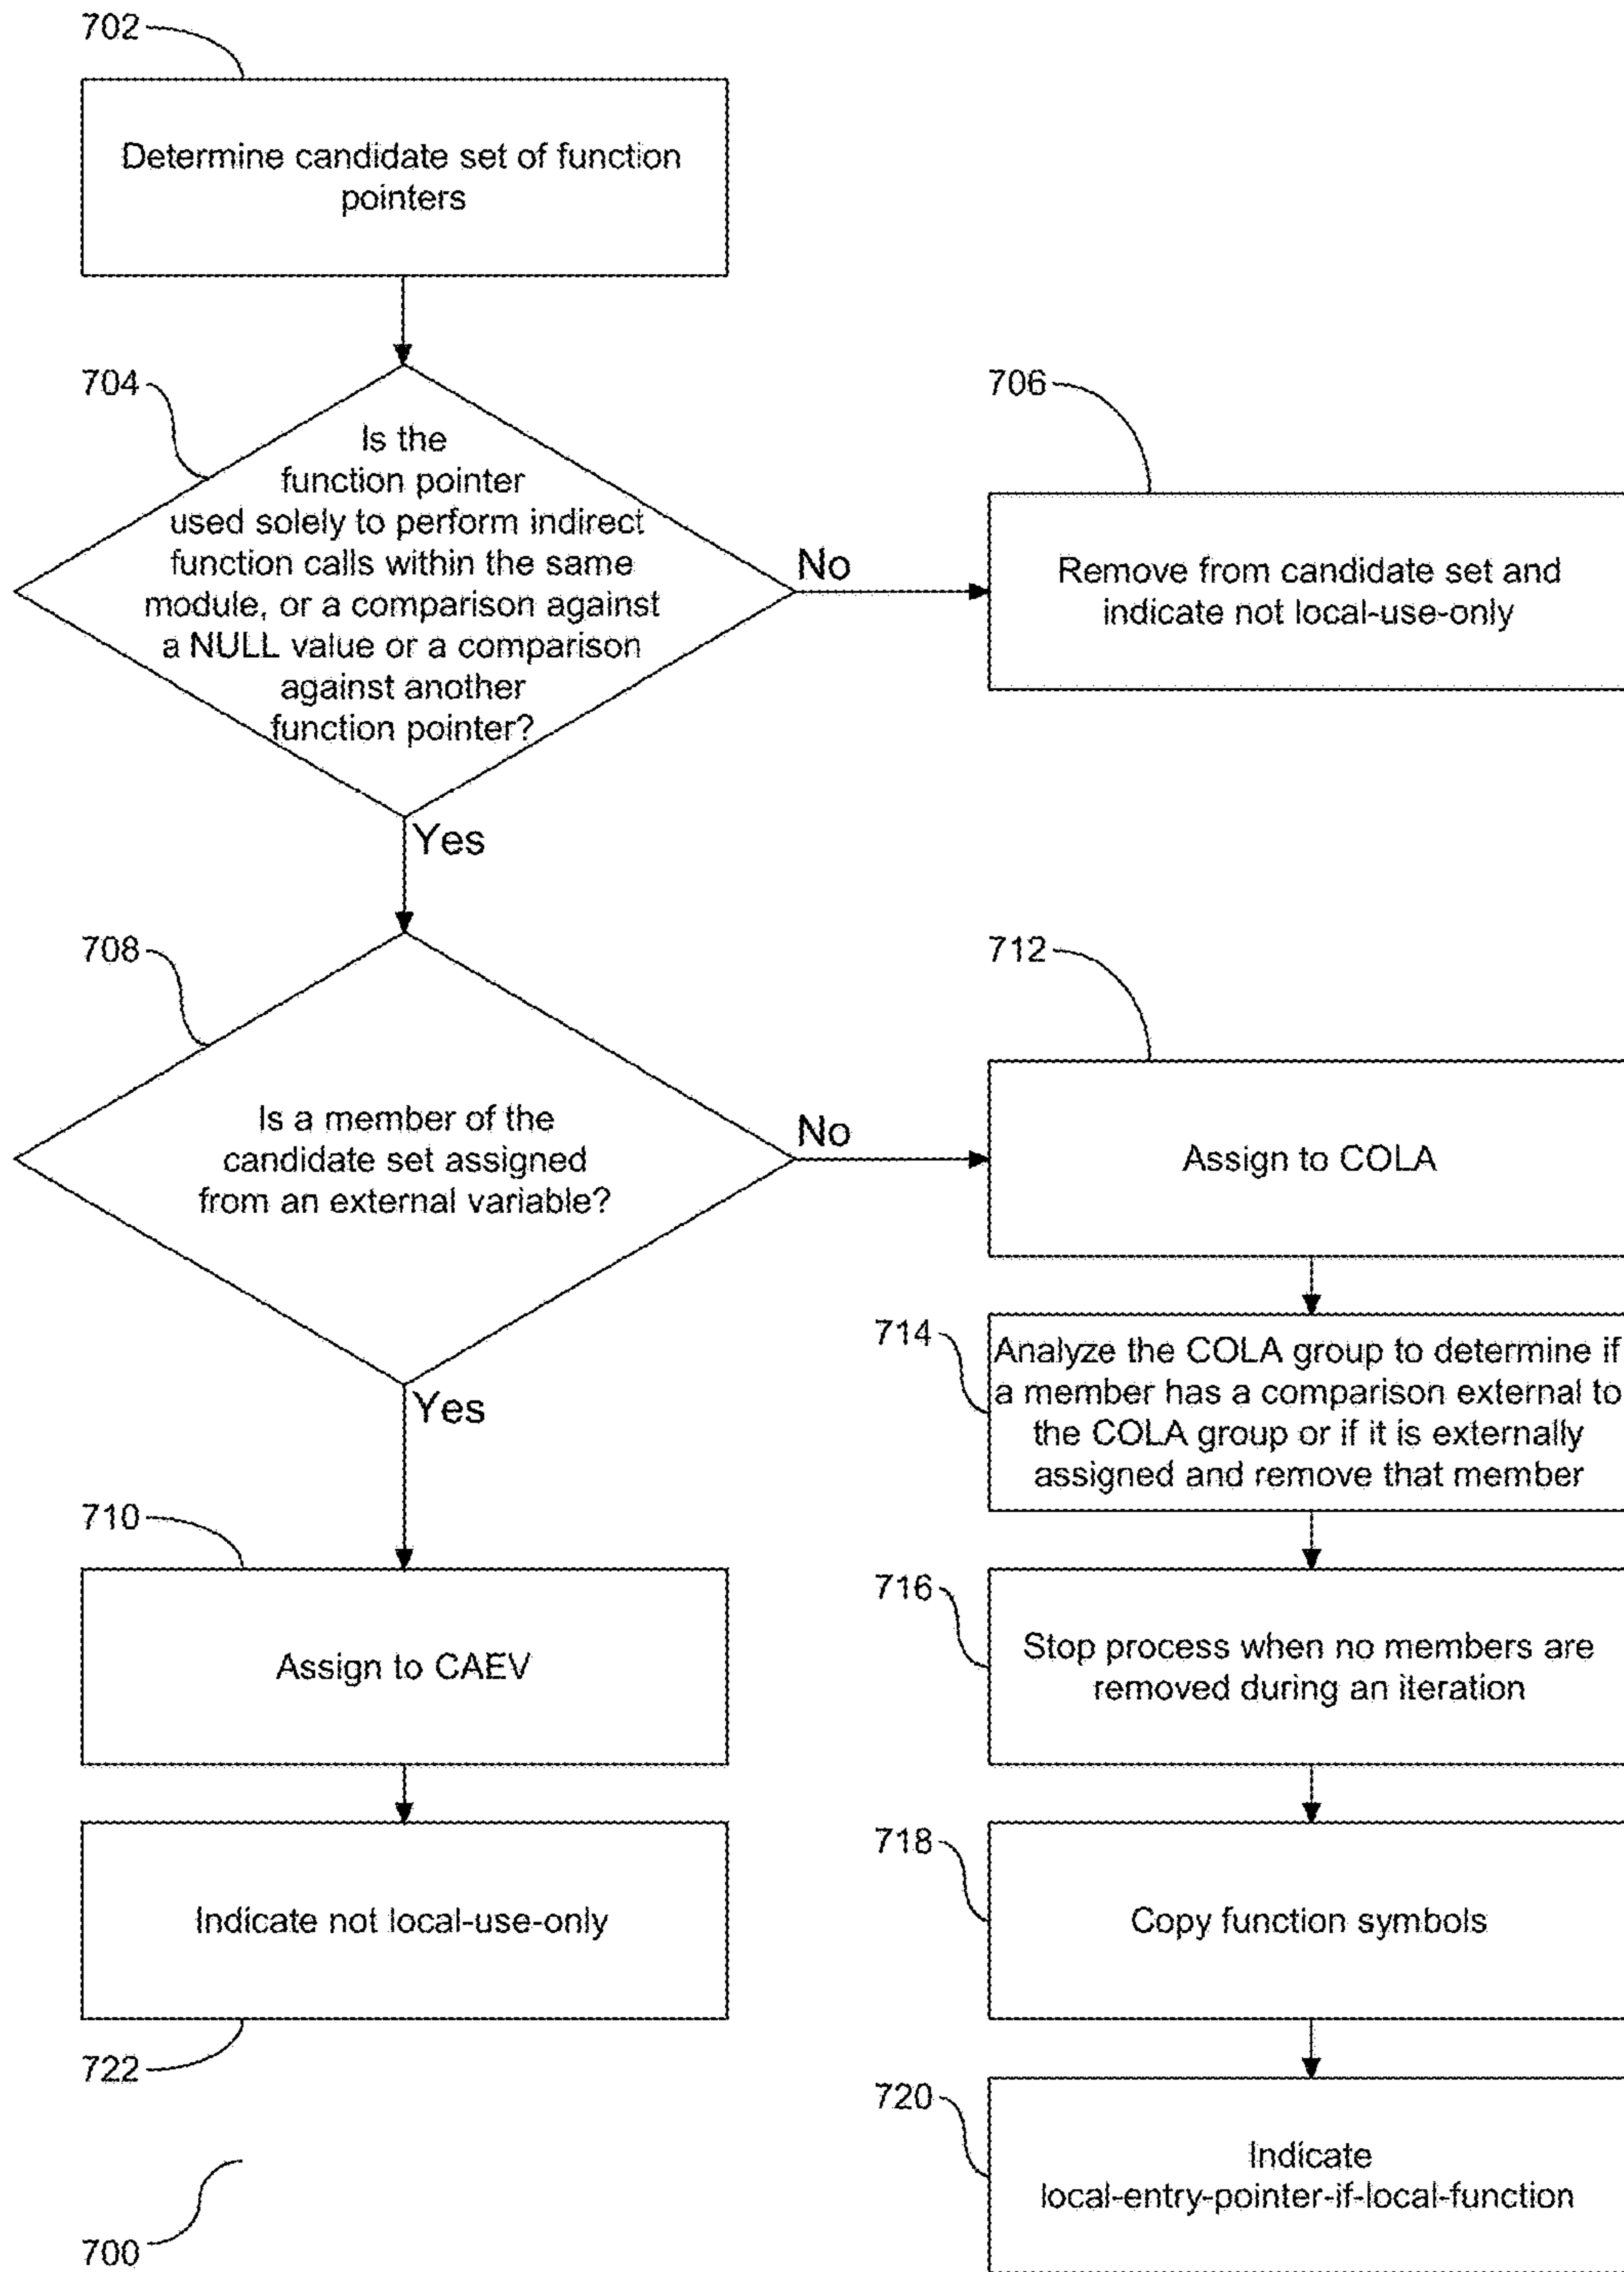 702
Determine candidate set of function
pointers
704
Is the
function pointer
used solely to perform indirect
function calls within the same
module, or a comparison against
a NULL value or a comparison
against another
function pointer?
No
706
Remove from candidate set and
indicate not local-use-only
Yes
708
Is a member of the
candidate set assigned
from an external variable?
No
712
Assign to COLA
714
Analyze the COLA group to determine if
a member has a comparison external to
the COLA group or if it is externally
assigned and remove that member
Yes
710
Assign to CAEV
716
Stop process when no members are
removed during an iteration
Indicate not local-use-only
722
718
Copy function symbols
720
Indicate
local-entry-pointer-if-local-function
700